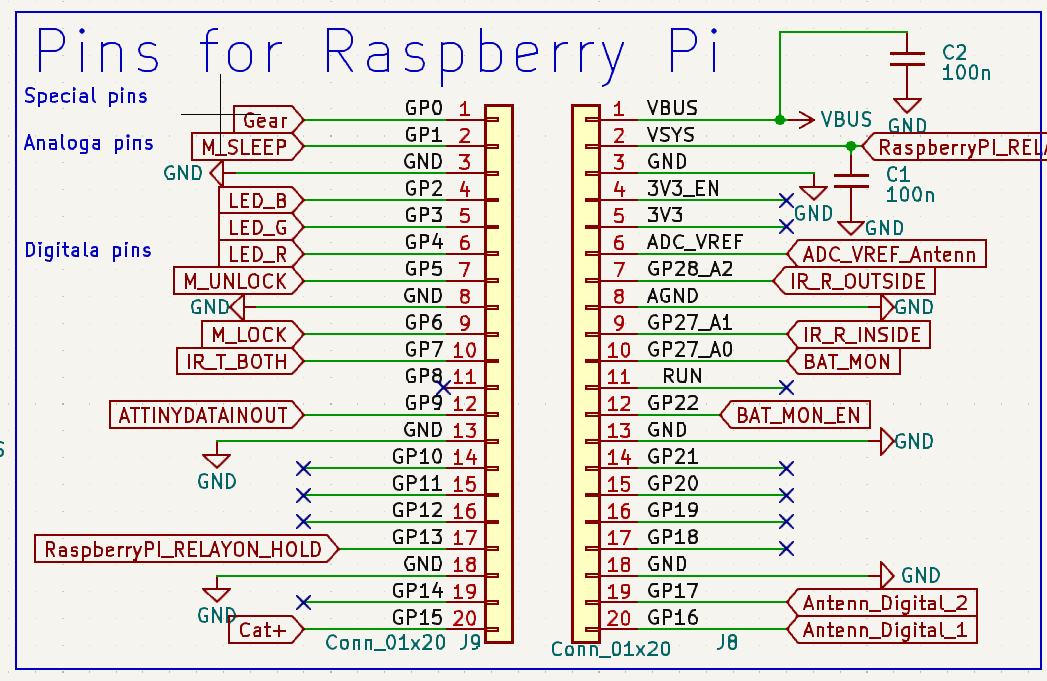 Pins for Raspberry Pi
Special pins
Analoga pins
Digitala pins
C2
100n
GND
VBUS
RaspberryPI_RELA
C1
100n
GND
GND
Gear GP0 1
M_SLEEP GP1 2
GND GND 3
LED_B GP2 4
LED_G GP3 5
LED_R GP4 6
M_UNLOCK GP5 7
GND GND 8
M_LOCK GP6 9
IR_T_BOTH GP7 10
GP8 11
ATTINYDATAINOUT GP9 12
GND 13
GND
GP10 14
GP11 15
GP12 16
RaspberryPI_RELAYON_HOLD GP13 17
GND 18
GND
GP14 19
Cat+ GP15 20
Conn_01x20 J9
1 VBUS
2 VSYS
3 GND
4 3V3_EN
5 3V3
6 ADC_VREF ADC_VREF_Antenn
7 GP28_A2 IR_R_OUTSIDE
8 AGND GND
9 GP27_A1 IR_R_INSIDE
10 GP27_A0 BAT_MON
11 RUN
12 GP22 BAT_MON_EN
13 GND GND
14 GP21
15 GP20
16 GP19
17 GP18
18 GND GND
19 GP17 Antenn_Digital_2
20 GP16 Antenn_Digital_1
Conn_01x20 J8